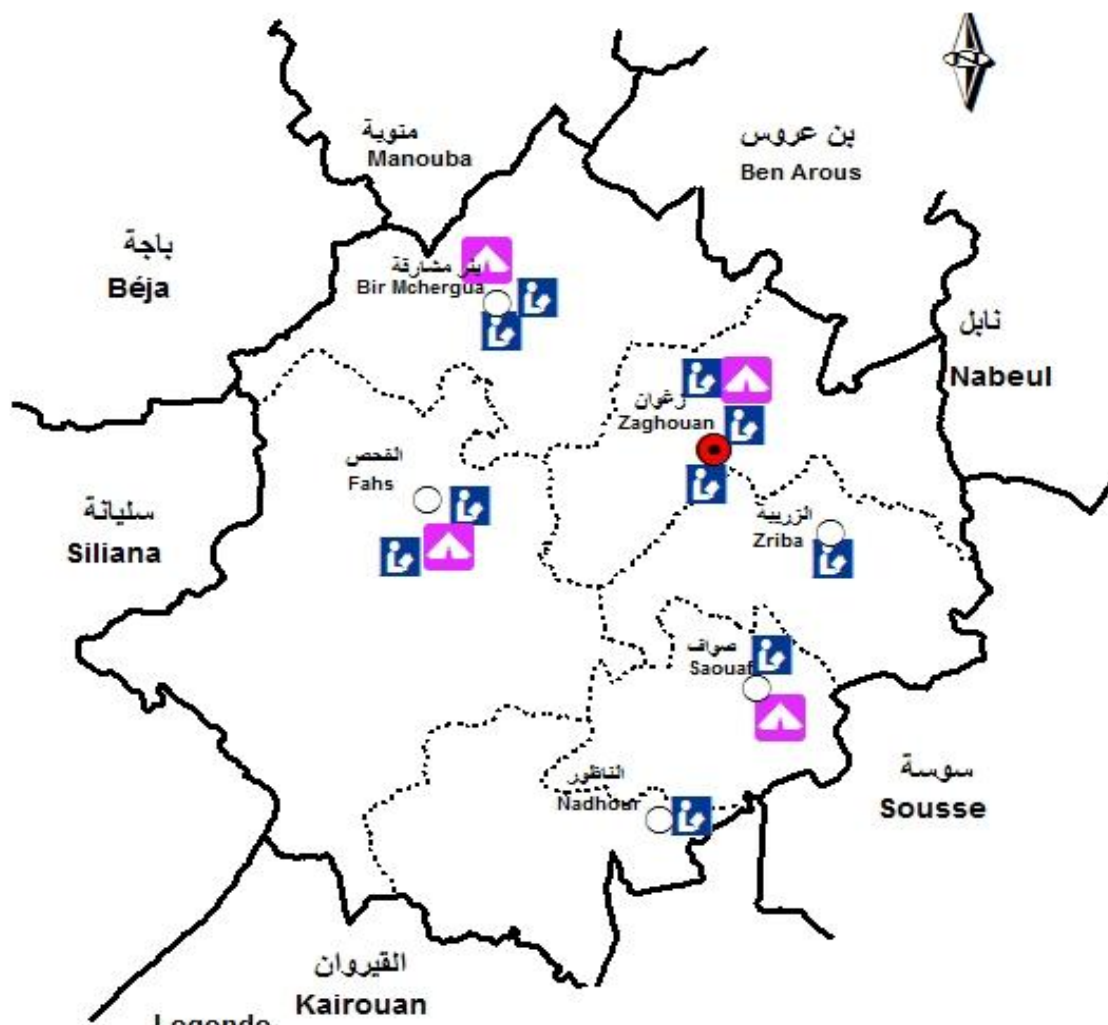 N
منوبة
Manouba
بن عروس
Ben Arous
باجة
Béja
ابئر مشارقة
Bir Mchergua
نابل
Nabeul
زغوان
Zaghouan
الفحص
Fahs
سليانة
Siliana
الزريبة
Zriba
صواف
Saouaf
الناظور
Nadhour
سوسة
Sousse
القيروان
Kairouan